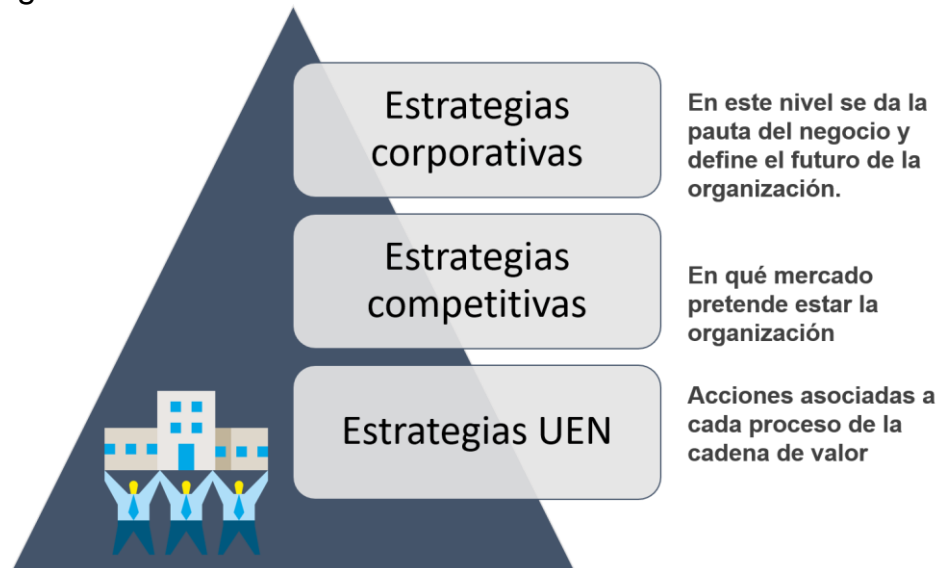 Estrategias
corporativas
En este nivel se da la
pauta del negocio y
define el futuro de la
organización.
Estrategias
competitivas
En qué mercado
pretende estar la
organización
Estrategias UEN
Acciones asociadas a
cada proceso de la
cadena de valor